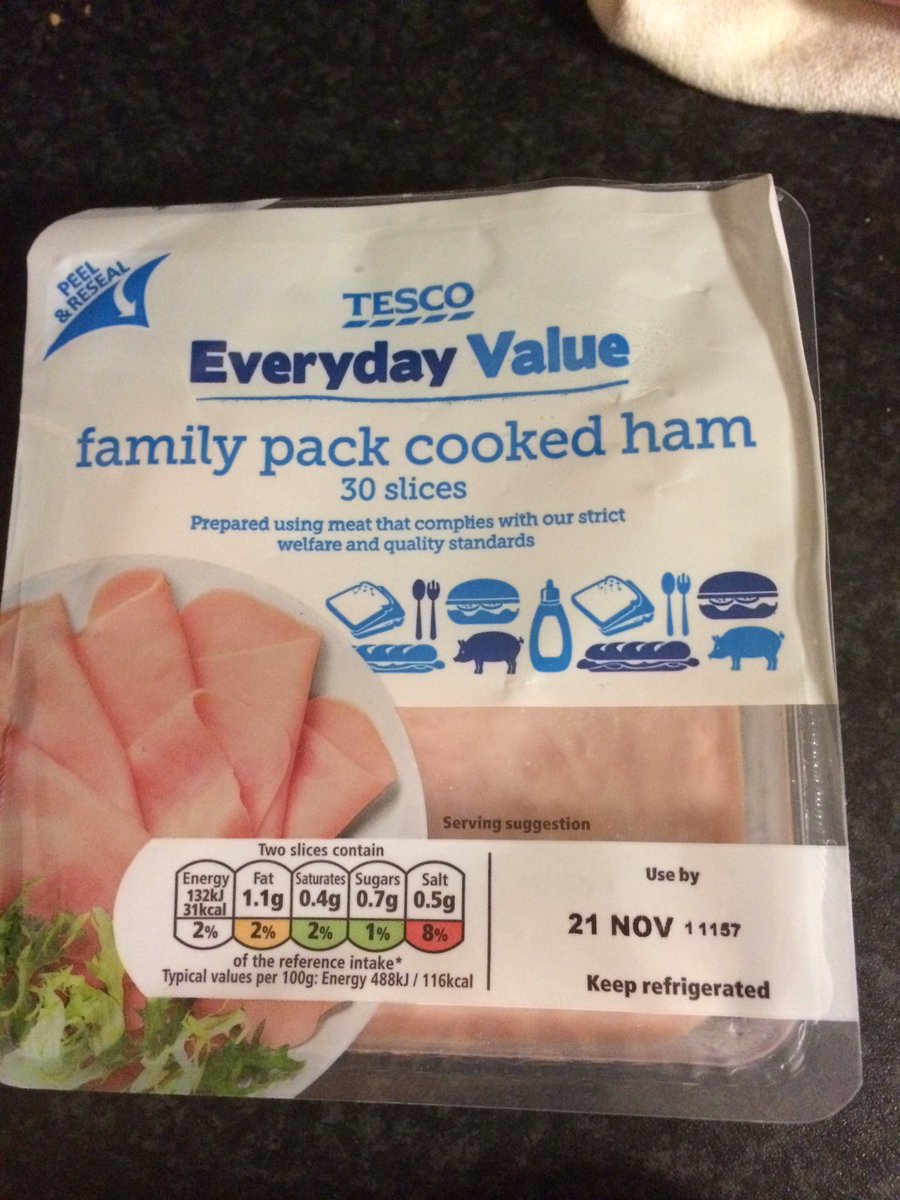 PEEL
& RESEAL
TESCO
Everyday Value
family pack cooked ham
30 slices
Prepared using meat that complies with our strict
welfare and quality standards
Serving suggestion
Two slices contain
Energy 132kJ 31kcal 2%
Fat 1.1g 2%
Saturates 0.4g 2%
Sugars 0.7g 1%
Salt 0.5g 8%
of the reference intake*
Typical values per 100g: Energy 488kJ / 116kcal
Use by
21 NOV 11157
Keep refrigerated